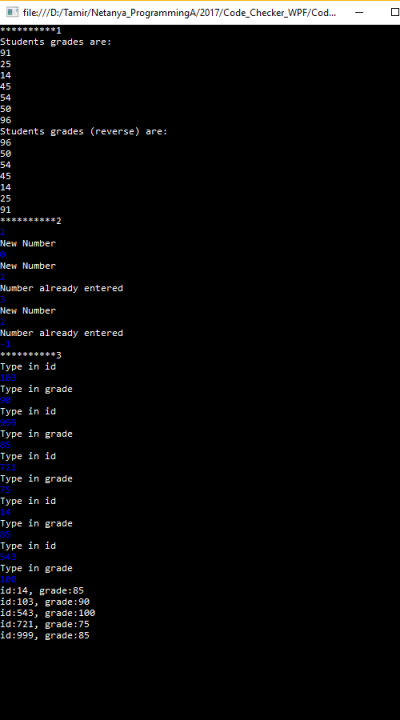 file:///D:/Tamir/Netanya_ProgrammingA/2017/Code_Checker_WPF/Cod...
**********1
Students grades are:
91
25
14
45
54
50
96
Students grades (reverse) are:
96
50
54
45
14
25
91
**********2
2
New Number
0
New Number
2
Number already entered
New Number
2
Number already entered
-1
**********3
Type in id
103
Type in grade
90
Type in id
999
Type in grade
85
Type in id
721
Type in grade
75
Type in id
14
Type in grade
85
Type in id
543
Type in grade
100
id:14, grade:85
id:103, grade:90
id:543, grade:100
id:721, grade:75
id:999, grade:85